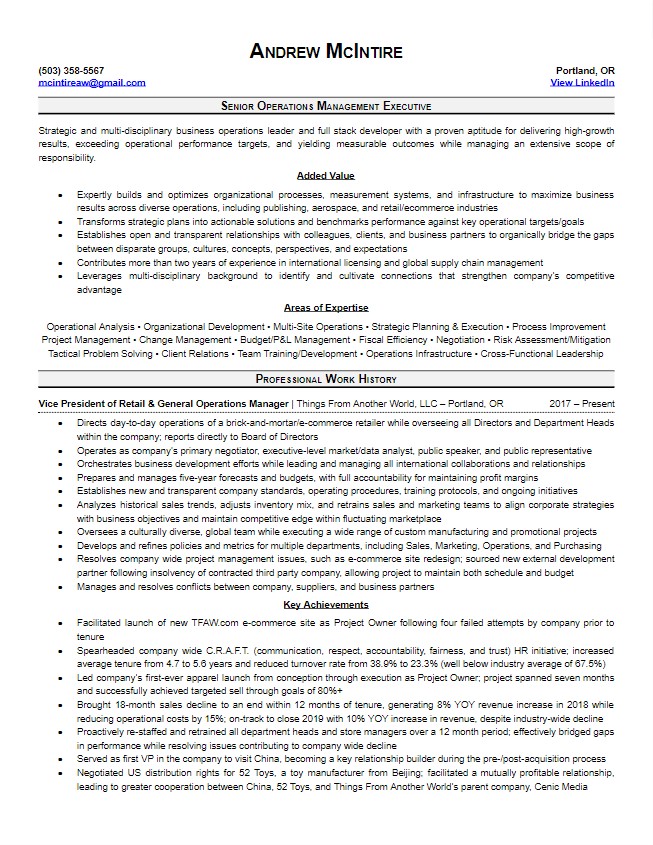 ANDREW MCINTIRE
(503) 358-5567 Portland, OR
mcintireaw@gmail.com View LinkedIn
SENIOR OPERATIONS MANAGEMENT EXECUTIVE
Strategic and multi-disciplinary business operations leader and full stack developer with a proven aptitude for delivering high-growth
results, exceeding operational performance targets, and yielding measurable outcomes while managing an extensive scope of
responsibility.
Added Value
• Expertly builds and optimizes organizational processes, measurement systems, and infrastructure to maximize business
results across diverse operations, including publishing, aerospace, and retail/ecommerce industries
• Transforms strategic plans into actionable solutions and benchmarks performance against key operational targets/goals
• Establishes open and transparent relationships with colleagues, clients, and business partners to organically bridge the gaps
between disparate groups, cultures, concepts, perspectives, and expectations
• Contributes more than two years of experience in international licensing and global supply chain management
• Leverages multi-disciplinary background to identify and cultivate connections that strengthen company's competitive
advantage
Areas of Expertise
Operational Analysis • Organizational Development • Multi-Site Operations • Strategic Planning & Execution • Process Improvement
Project Management • Change Management • Budget/P&L Management • Fiscal Efficiency • Negotiation • Risk Assessment/Mitigation
Tactical Problem Solving • Client Relations • Team Training/Development • Operations Infrastructure • Cross-Functional Leadership
PROFESSIONAL WORK HISTORY
Vice President of Retail & General Operations Manager | Things From Another World, LLC – Portland, OR 2017 – Present
• Directs day-to-day operations of a brick-and-mortar/e-commerce retailer while overseeing all Directors and Department Heads
within the company; reports directly to Board of Directors
• Operates as company's primary negotiator, executive-level market/data analyst, public speaker, and public representative
• Orchestrates business development efforts while leading and managing all international collaborations and relationships
• Prepares and manages five-year forecasts and budgets, with full accountability for maintaining profit margins
• Establishes new and transparent company standards, operating procedures, training protocols, and ongoing initiatives
• Analyzes historical sales trends, adjusts inventory mix, and retrains sales and marketing teams to align corporate strategies
with business objectives and maintain competitive edge within fluctuating marketplace
• Oversees a culturally diverse, global team while executing a wide range of custom manufacturing and promotional projects
• Develops and refines policies and metrics for multiple departments, including Sales, Marketing, Operations, and Purchasing
• Resolves company wide project management issues, such as e-commerce site redesign; sourced new external development
partner following insolvency of contracted third party company, allowing project to maintain both schedule and budget
• Manages and resolves conflicts between company, suppliers, and business partners
Key Achievements
• Facilitated launch of new TFAW.com e-commerce site as Project Owner following four failed attempts by company prior to
tenure
• Spearheaded company wide C.R.A.F.T. (communication, respect, accountability, fairness, and trust) HR initiative; increased
average tenure from 4.7 to 5.6 years and reduced turnover rate from 38.9% to 23.3% (well below industry average of 67.5%)
• Led company's first-ever apparel launch from conception through execution as Project Owner; project spanned seven months
and successfully achieved targeted sell through goals of 80%+
• Brought 18-month sales decline to an end within 12 months of tenure, generating 8% YOY revenue increase in 2018 while
reducing operational costs by 15%; on-track to close 2019 with 10% YOY increase in revenue, despite industry-wide decline
• Proactively re-staffed and retrained all department heads and store managers over a 12 month period; effectively bridged gaps
in performance while resolving issues contributing to company wide decline
• Served as first VP in the company to visit China, becoming a key relationship builder during the pre-/post-acquisition process
• Negotiated US distribution rights for 52 Toys, a toy manufacturer from Beijing; facilitated a mutually profitable relationship,
leading to greater cooperation between China, 52 Toys, and Things From Another World's parent company, Cenic Media